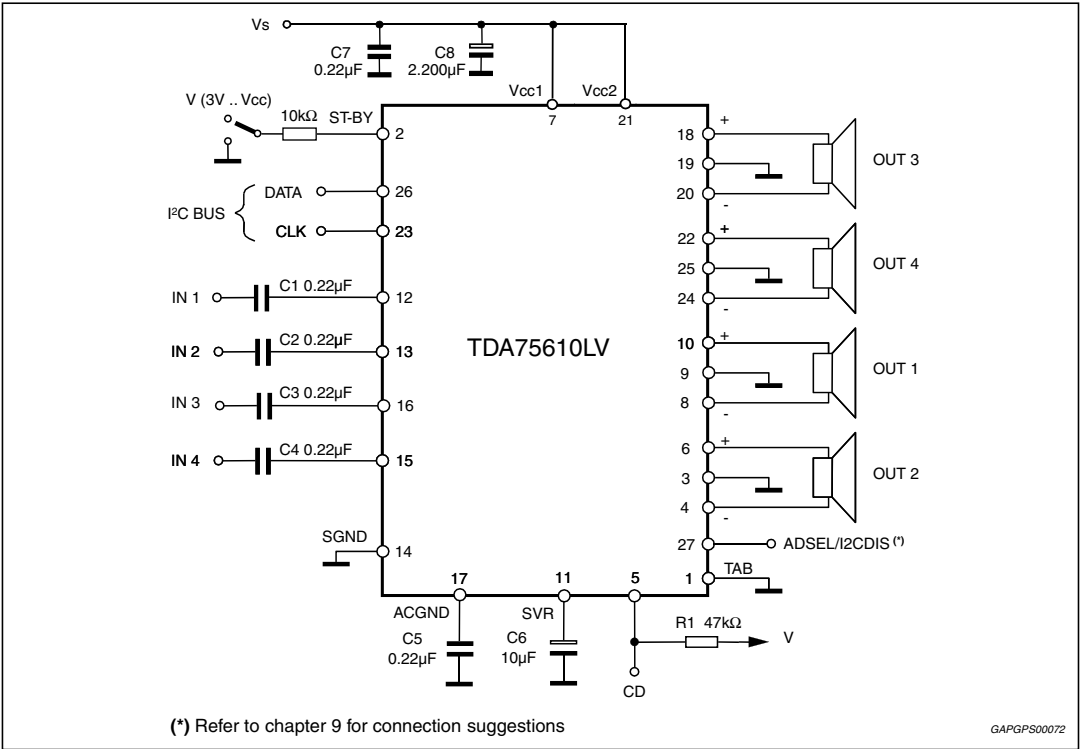 Vs
C7
0.22µF
C8
2.200µF
Vcc1
Vcc2
7
21
V (3V .. Vcc)
10kΩ
ST-BY
2
I²C BUS
DATA
26
CLK
23
IN 1
C1 0.22µF
12
IN 2
C2 0.22µF
13
IN 3
C3 0.22µF
16
IN 4
C4 0.22µF
15
SGND
14
TDA75610LV
18
+
19
20
-
OUT 3
22
+
25
24
-
OUT 4
10
+
9
8
-
OUT 1
6
+
3
4
-
OUT 2
27
ADSEL/I2CDIS (*)
1
TAB
17
11
5
ACGND
C5
0.22µF
SVR
C6
10µF
R1 47kΩ
V
CD
(*) Refer to chapter 9 for connection suggestions
GAPGPS00072